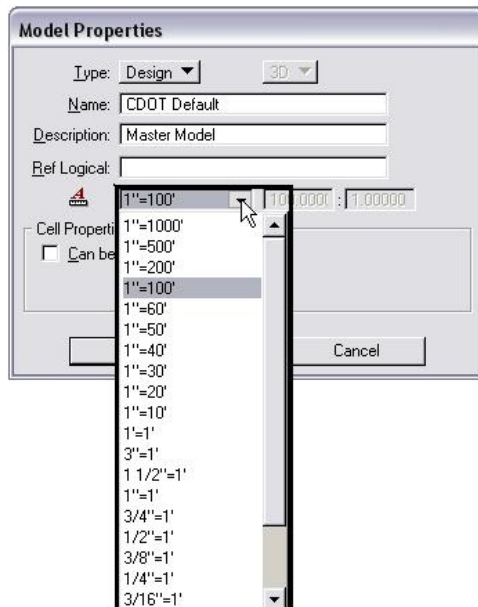 Model Properties
Type: Design 3D
Name: CDOT Default
Description: Master Model
Ref Logical:
A 1"=100' 100.000( : 1.00000
Cell Properti
Can be
1"=1000'
1"=500'
1"=200'
1"=100'
1"=60'
1"=50'
1"=40'
1"=30'
1"=20'
1"=10'
1'=1'
3"=1'
1 1/2"=1'
1"=1'
3/4"=1'
1/2"=1'
3/8"=1'
1/4"=1'
3/16"=1'
Cancel